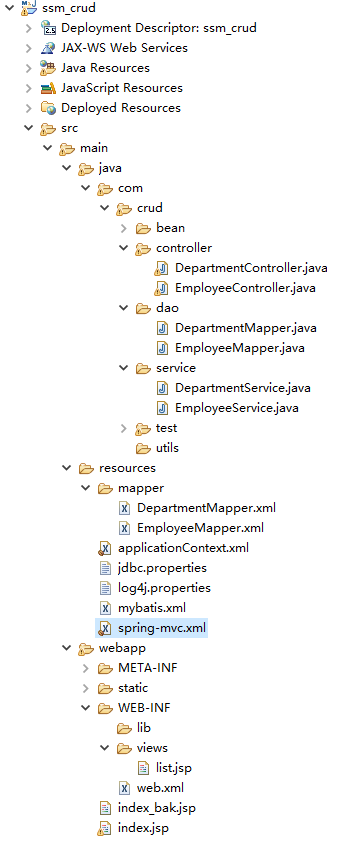 ssm_crud
Deployment Descriptor: ssm_crud
JAX-WS Web Services
Java Resources
JavaScript Resources
Deployed Resources
src
main
java
com
crud
bean
controller
DepartmentController.java
EmployeeController.java
dao
DepartmentMapper.java
EmployeeMapper.java
service
DepartmentService.java
EmployeeService.java
test
utils
resources
mapper
DepartmentMapper.xml
EmployeeMapper.xml
applicationContext.xml
jdbc.properties
log4j.properties
mybatis.xml
spring-mvc.xml
webapp
META-INF
static
WEB-INF
lib
views
list.jsp
web.xml
index_bak.jsp
index.jsp